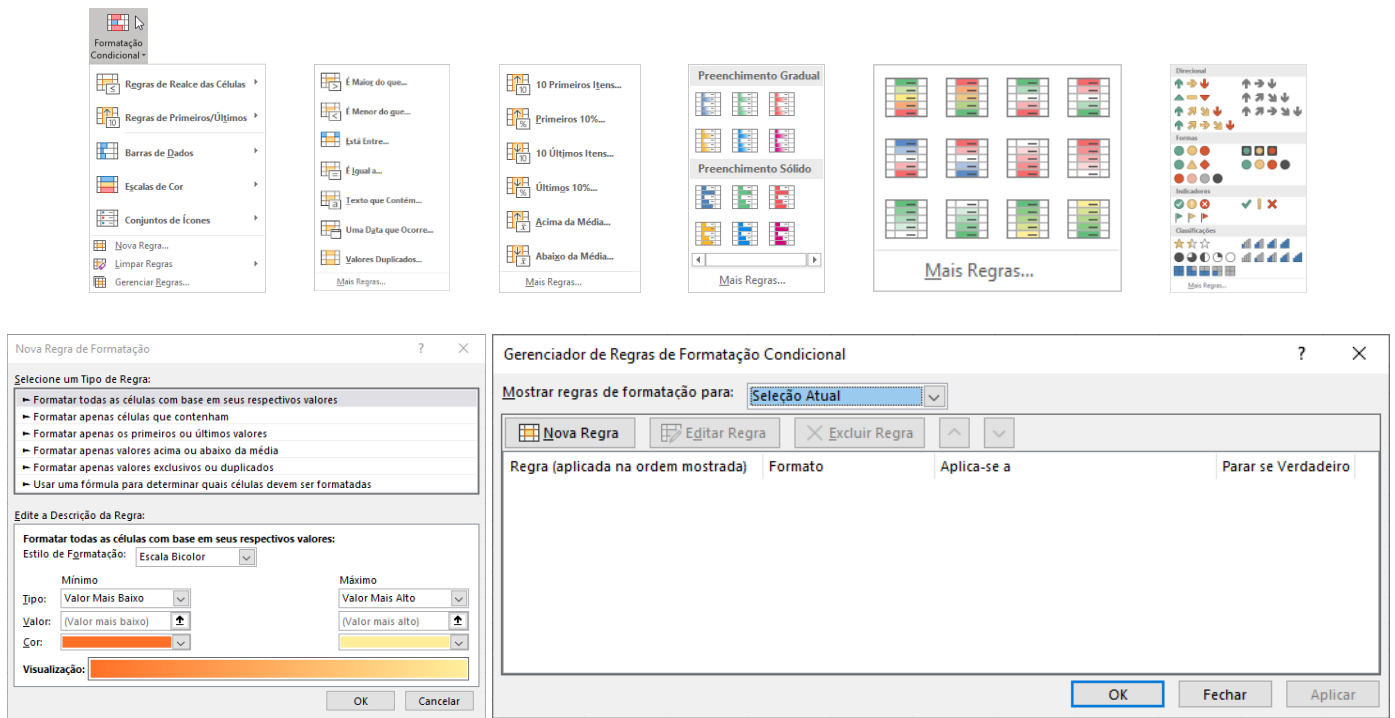 Formatação
Condicional
Regras de Realce das Células
Regras de Primeiros/Últimos
Barras de Dados
Escalas de Cor
Conjuntos de Ícones
Nova Regra...
Limpar Regras
Gerenciar Regras...
É Maior do que...
É Menor do que...
Está Entre...
É Igual a...
Texto que Contém...
Uma Data que Ocorre...
Valores Duplicados...
Mais Regras...
10 Primeiros Itens...
Primeiros 10%...
10 Últimos Itens...
Últimos 10%...
Acima da Média...
Abaixo da Média...
Mais Regras...
Preenchimento Gradual
Preenchimento Sólido
Mais Regras...
Mais Regras...
Direcional
Formas
Indicadores
Classificações
Mais Regras...
Nova Regra de Formatação ?
Selecione um Tipo de Regra:
► Formatar todas as células com base em seus respectivos valores
► Formatar apenas células que contenham
► Formatar apenas os primeiros ou últimos valores
► Formatar apenas valores acima ou abaixo da média
► Formatar apenas valores exclusivos ou duplicados
► Usar uma fórmula para determinar quais células devem ser formatadas
Edite a Descrição da Regra:
Formatar todas as células com base em seus respectivos valores:
Estilo de Formatação: Escala Bicolor
Mínimo Máximo
Tipo: Valor Mais Baixo Valor Mais Alto
Valor: (Valor mais baixo) (Valor mais alto)
Cor:
Visualização:
OK Cancelar
Gerenciador de Regras de Formatação Condicional ?
Mostrar regras de formatação para: Seleção Atual
Nova Regra Editar Regra Excluir Regra
Regra (aplicada na ordem mostrada) Formato Aplica-se a Parar se Verdadeiro
OK Fechar Aplicar